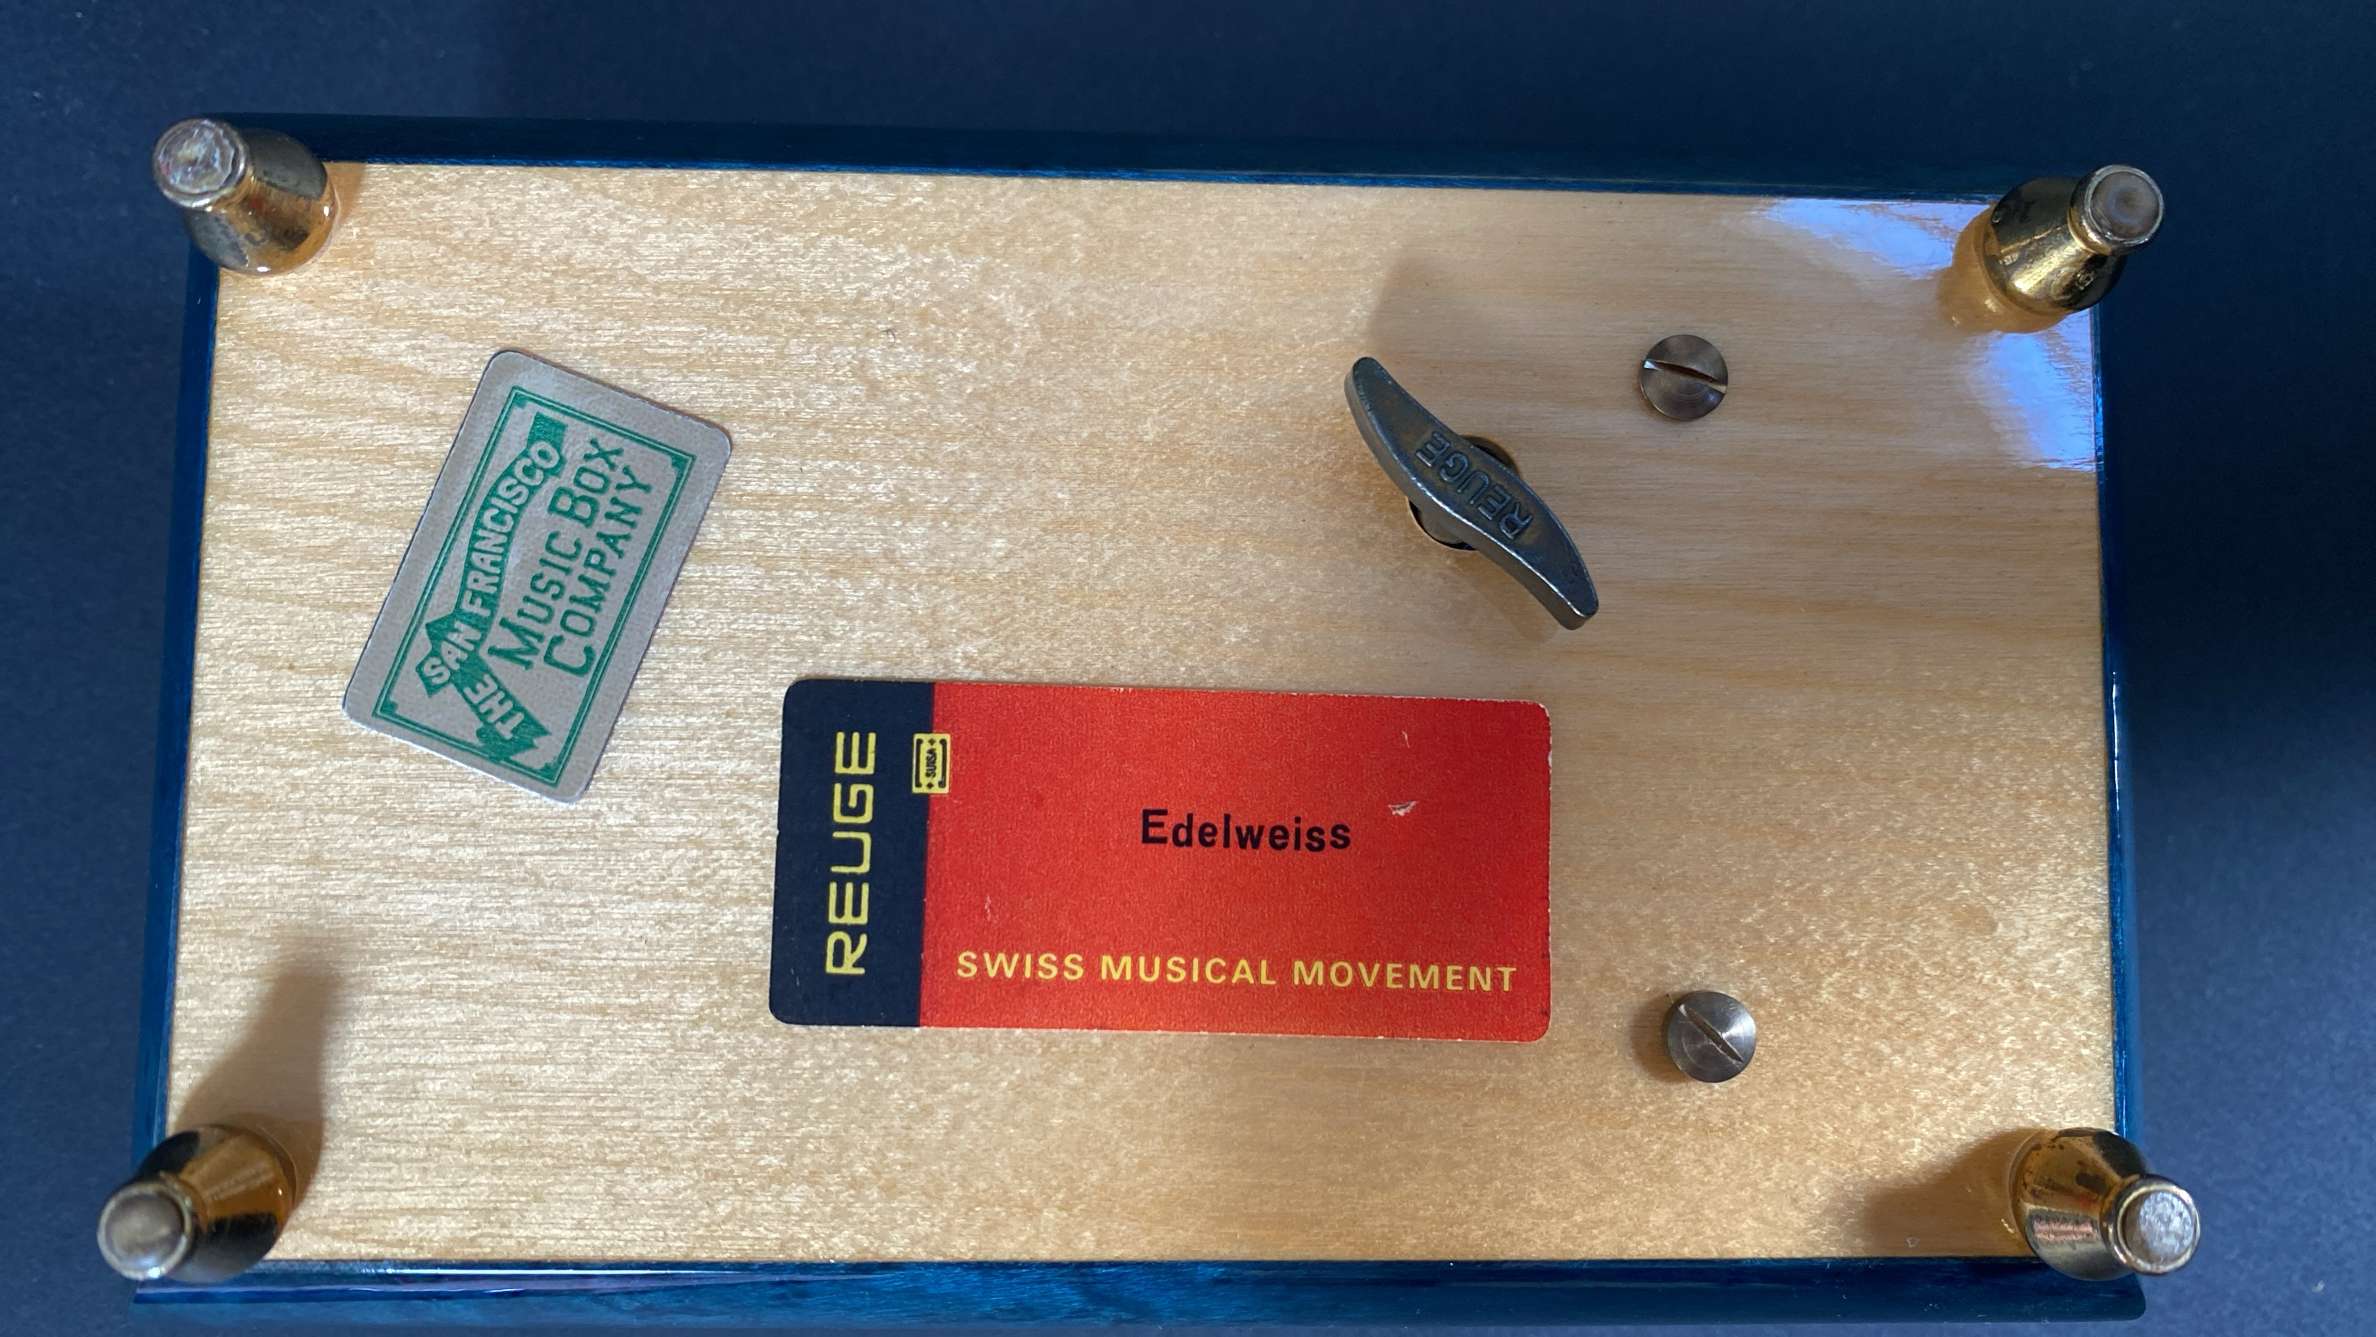 THE SAN FRANCISCO
MUSIC BOX
COMPANY
REUGE
REUGE
SUISA
Edelweiss
SWISS MUSICAL MOVEMENT